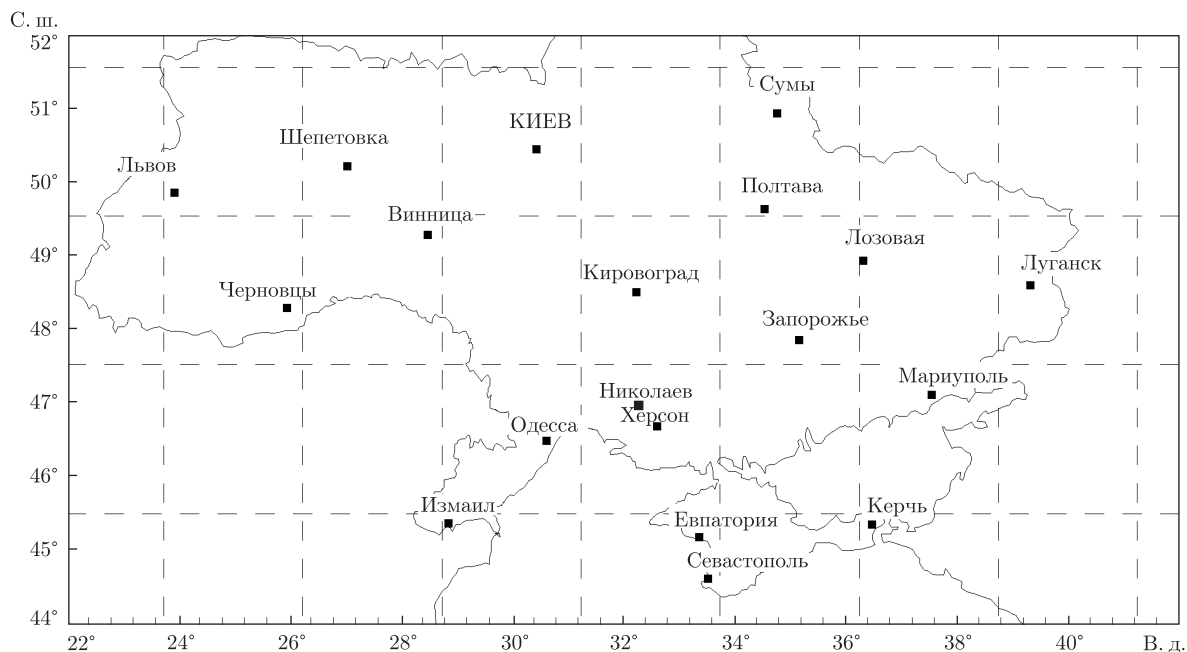 С. ш.
52°
Сумы
51°
КИЕВ
Шепетовка
Львов
50°
Полтава
Винница
Лозовая
49°
Луганск
Кировоград
Черновцы
Запорожье
48°
Мариуполь
Николаев
47°
Херсон
Одесса
46°
Измаил
Керчь
Евпатория
45°
Севастополь
44°
22° 24° 26° 28° 30° 32° 34° 36° 38° 40° В. д.